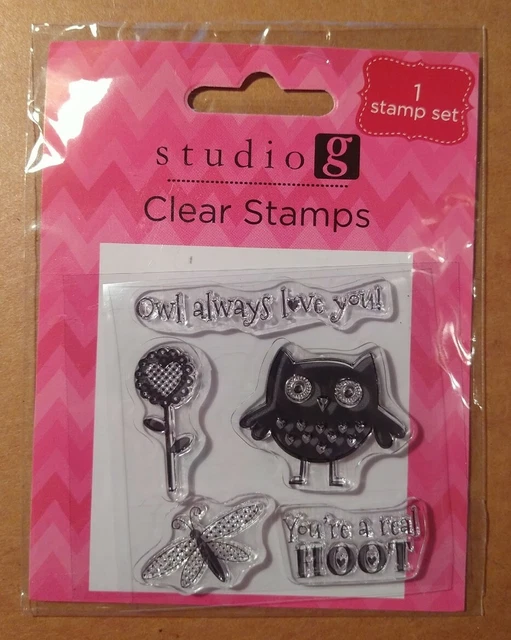 1
stamp set
studio g
Clear Stamps
Owl always love you!
You're a real
HOOT